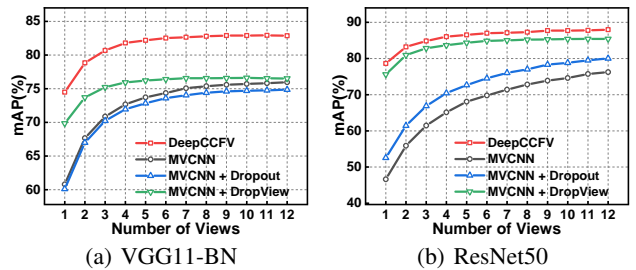 (a)
85
80
75
70
65
60
mAP(%)
DeepCCFV
MVCNN
MVCNN + Dropout
MVCNN + DropView
1 2 3 4 5 6 7 8 9 10 11 12
Number of Views
(a) VGG11-BN
(b)
90
80
70
60
50
40
mAP(%)
DeepCCFV
MVCNN
MVCNN + Dropout
MVCNN + DropView
1 2 3 4 5 6 7 8 9 10 11 12
Number of Views
(b) ResNet50